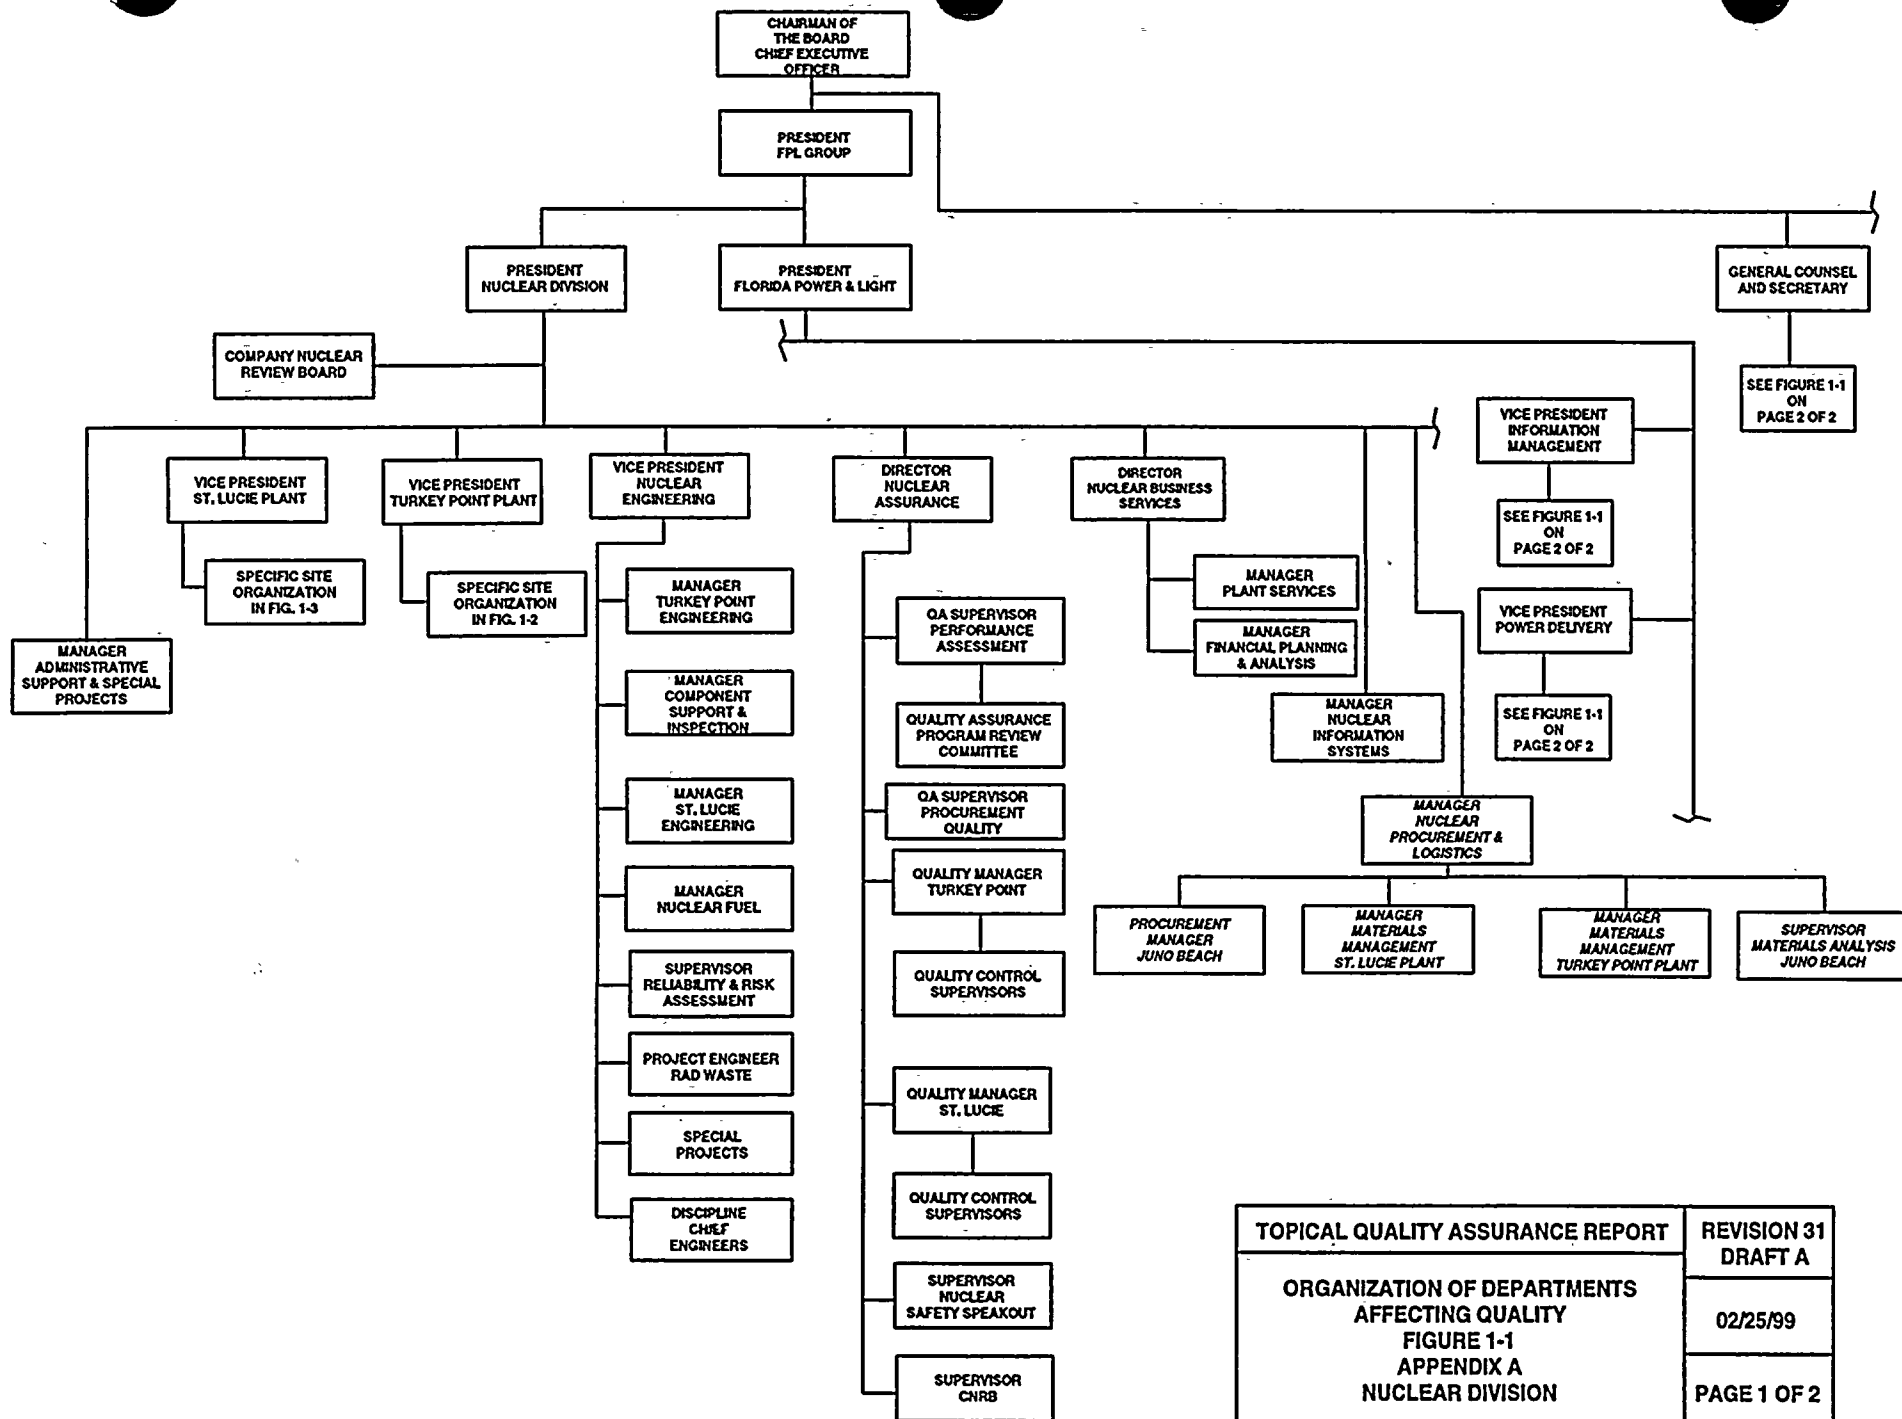 CHAIRMAN OF
THE BOARD
CHIEF EXECUTIVE
OFFICER
PRESIDENT
FPL GROUP
PRESIDENT
NUCLEAR DIVISION
PRESIDENT
FLORIDA POWER & LIGHT
GENERAL COUNSEL
AND SECRETARY
COMPANY NUCLEAR
REVIEW BOARD
SEE FIGURE 1-1
ON
PAGE 2 OF 2
VICE PRESIDENT
INFORMATION
MANAGEMENT
SEE FIGURE 1-1
ON
PAGE 2 OF 2
VICE PRESIDENT
POWER DELIVERY
SEE FIGURE 1-1
ON
PAGE 2 OF 2
MANAGER
ADMINISTRATIVE
SUPPORT & SPECIAL
PROJECTS
VICE PRESIDENT
ST. LUCIE PLANT
SPECIFIC SITE
ORGANIZATION
IN FIG. 1-3
VICE PRESIDENT
TURKEY POINT PLANT
SPECIFIC SITE
ORGANIZATION
IN FIG. 1-2
VICE PRESIDENT
NUCLEAR
ENGINEERING
MANAGER
TURKEY POINT
ENGINEERING
MANAGER
COMPONENT
SUPPORT &
INSPECTION
MANAGER
ST. LUCIE
ENGINEERING
MANAGER
NUCLEAR FUEL
SUPERVISOR
RELIABILITY & RISK
ASSESSMENT
PROJECT ENGINEER
RAD WASTE
SPECIAL
PROJECTS
DISCIPLINE
CHIEF
ENGINEERS
DIRECTOR
NUCLEAR
ASSURANCE
QA SUPERVISOR
PERFORMANCE
ASSESSMENT
QUALITY ASSURANCE
PROGRAM REVIEW
COMMITTEE
QA SUPERVISOR
PROCUREMENT
QUALITY
QUALITY MANAGER
TURKEY POINT
QUALITY CONTROL
SUPERVISORS
QUALITY MANAGER
ST. LUCIE
QUALITY CONTROL
SUPERVISORS
SUPERVISOR
NUCLEAR
SAFETY SPEAKOUT
SUPERVISOR
CNRB
DIRECTOR
NUCLEAR BUSINESS
SERVICES
MANAGER
PLANT SERVICES
MANAGER
FINANCIAL PLANNING
& ANALYSIS
MANAGER
NUCLEAR
INFORMATION
SYSTEMS
MANAGER
NUCLEAR
PROCUREMENT &
LOGISTICS
PROCUREMENT
MANAGER
JUNO BEACH
MANAGER
MATERIALS
MANAGEMENT
ST. LUCIE PLANT
MANAGER
MATERIALS
MANAGEMENT
TURKEY POINT PLANT
SUPERVISOR
MATERIALS ANALYSIS
JUNO BEACH
TOPICAL QUALITY ASSURANCE REPORT
REVISION 31
DRAFT A
ORGANIZATION OF DEPARTMENTS
AFFECTING QUALITY
FIGURE 1-1
APPENDIX A
NUCLEAR DIVISION
02/25/99
PAGE 1 OF 2